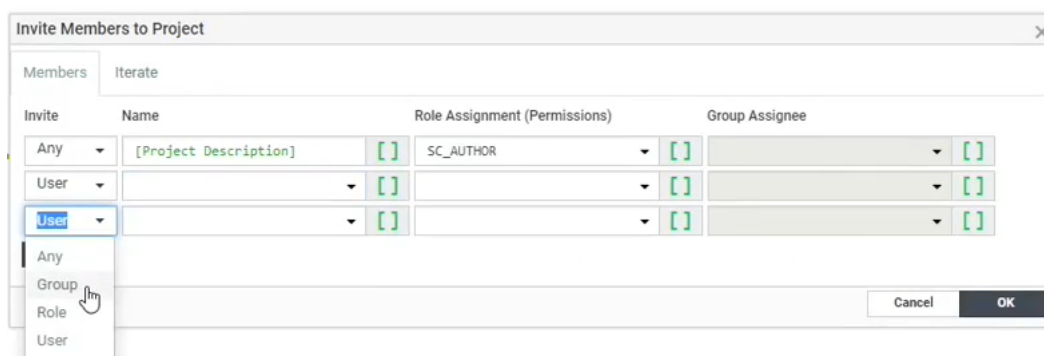 Invite Members to Project
Members Iterate
Invite Name Role Assignment (Permissions) Group Assignee
Any [Project Description] [ ] SC_AUTHOR [ ] [ ]
User [ ] [ ] [ ]
User [ ] [ ] [ ]
Any
Group
Cancel OK
Role
User